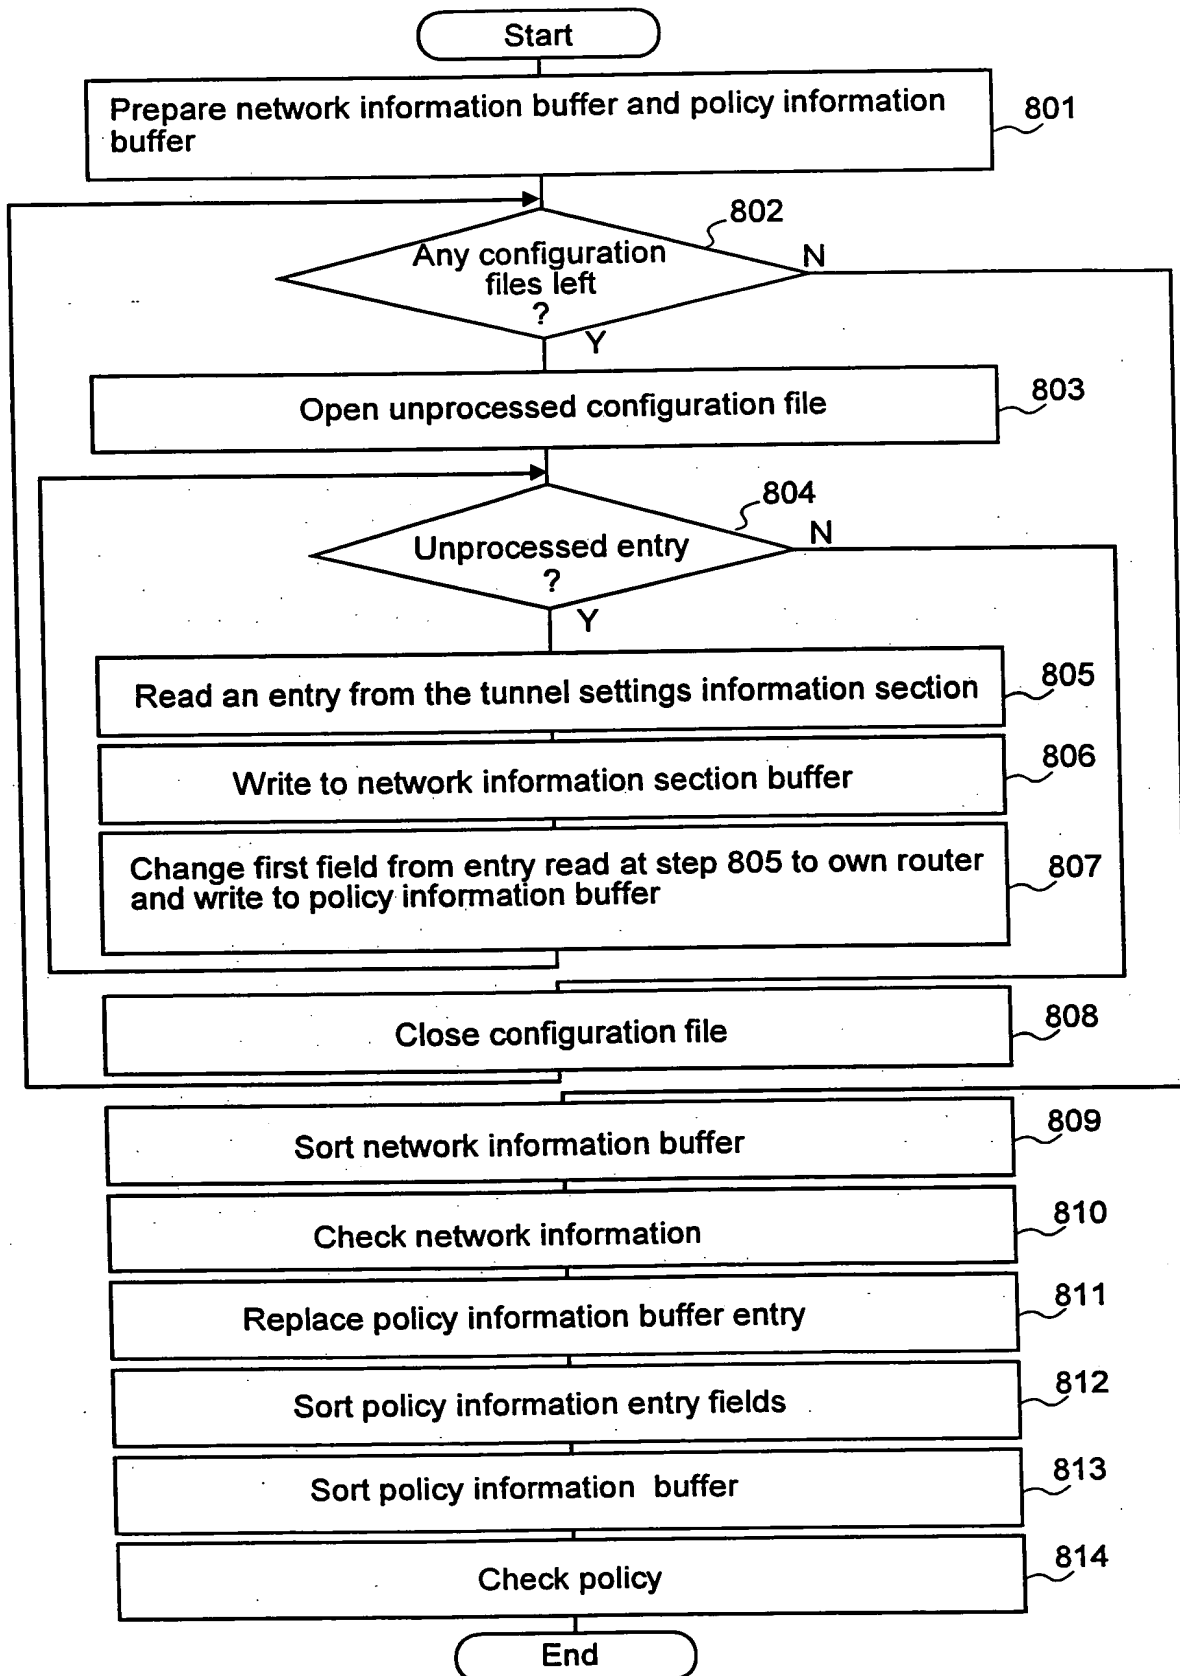 Start
Prepare network information buffer and policy information
buffer
801
802
Any configuration
files left
?
N
Y
Open unprocessed configuration file
803
804
Unprocessed entry
?
N
Y
Read an entry from the tunnel settings information section
805
Write to network information section buffer
806
Change first field from entry read at step 805 to own router
and write to policy information buffer
807
Close configuration file
808
Sort network information buffer
809
Check network information
810
Replace policy information buffer entry
811
Sort policy information entry fields
812
Sort policy information buffer
813
Check policy
814
End